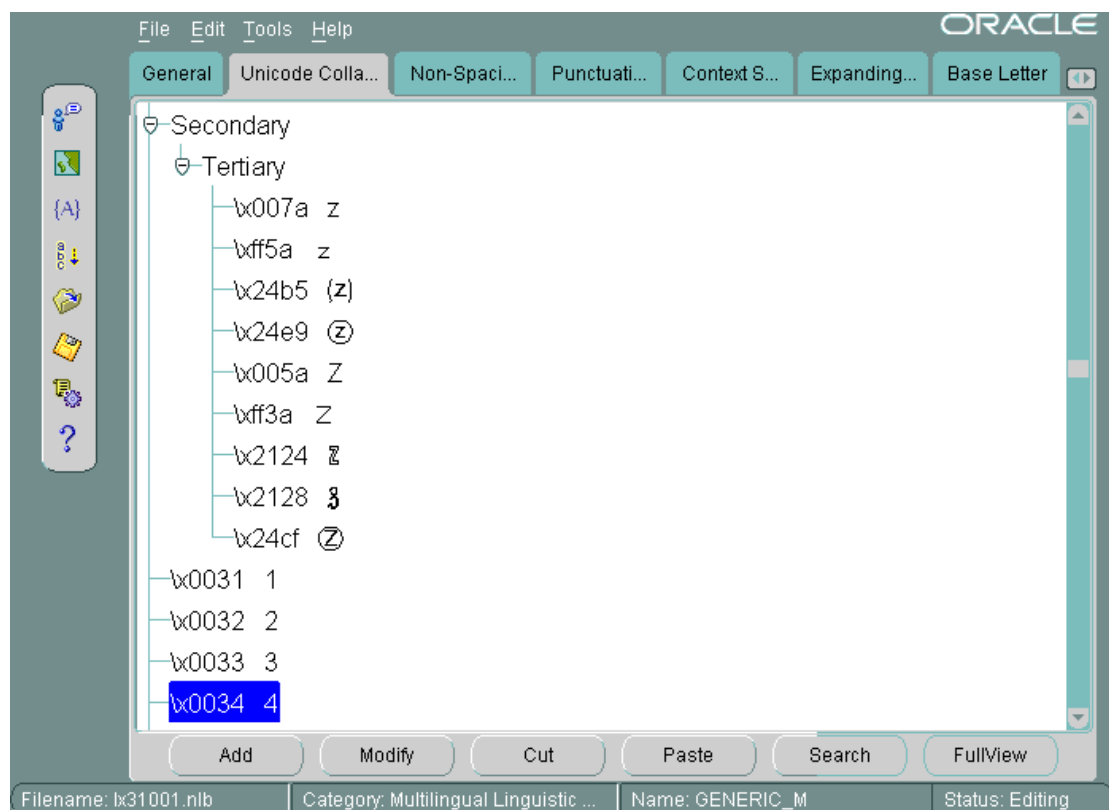 File Edit Tools Help ORACLE
General Unicode Colla... Non-Spaci... Punctuati... Context S... Expanding... Base Letter
{A}
a
b
c
?
Secondary
Tertiary
\x007a z
\xff5a z
\x24b5 (z)
\x24e9 ⓩ
\x005a Z
\xff3a Z
\x2124 ℤ
\x2128 ℨ
\x24cf Ⓩ
\x0031 1
\x0032 2
\x0033 3
\x0034 4
Add Modify Cut Paste Search FullView
Filename: lx31001.nlb Category: Multilingual Linguistic ... Name: GENERIC_M Status: Editing